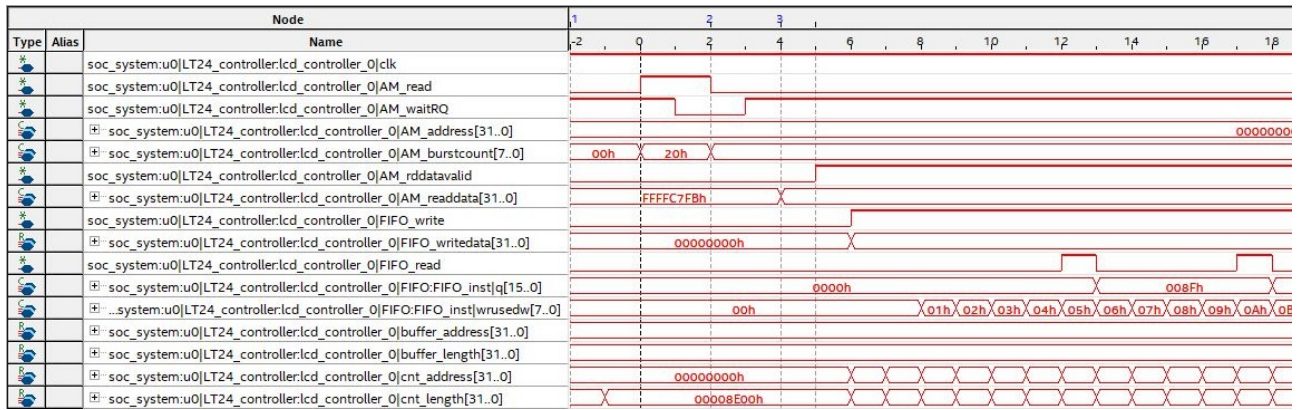 Node 1 2 3
Type Alias Name -2 0 2 4 6 8 10 12 14 16 18
soc_system:u0|LT24_controller:lcd_controller_0|clk
soc_system:u0|LT24_controller:lcd_controller_0|AM_read
soc_system:u0|LT24_controller:lcd_controller_0|AM_waitRQ
soc_system:u0|LT24_controller:lcd_controller_0|AM_address[31..0] 00000000
soc_system:u0|LT24_controller:lcd_controller_0|AM_burstcount[7..0] 00h 20h
soc_system:u0|LT24_controller:lcd_controller_0|AM_rddatavalid
soc_system:u0|LT24_controller:lcd_controller_0|AM_readdata[31..0] FFFFC7FBh
soc_system:u0|LT24_controller:lcd_controller_0|FIFO_write
soc_system:u0|LT24_controller:lcd_controller_0|FIFO_writedata[31..0] 00000000h
soc_system:u0|LT24_controller:lcd_controller_0|FIFO_read
soc_system:u0|LT24_controller:lcd_controller_0|FIFO:FIFO_inst|q[15..0] 0000h 008Fh
...system:u0|LT24_controller:lcd_controller_0|FIFO:FIFO_inst|wrusedw[7..0] 00h 01h 02h 03h 04h 05h 06h 07h 08h 09h 0Ah 0B
soc_system:u0|LT24_controller:lcd_controller_0|buffer_address[31..0]
soc_system:u0|LT24_controller:lcd_controller_0|buffer_length[31..0]
soc_system:u0|LT24_controller:lcd_controller_0|cnt_address[31..0] 00000000h
soc_system:u0|LT24_controller:lcd_controller_0|cnt_length[31..0] 00008E00h